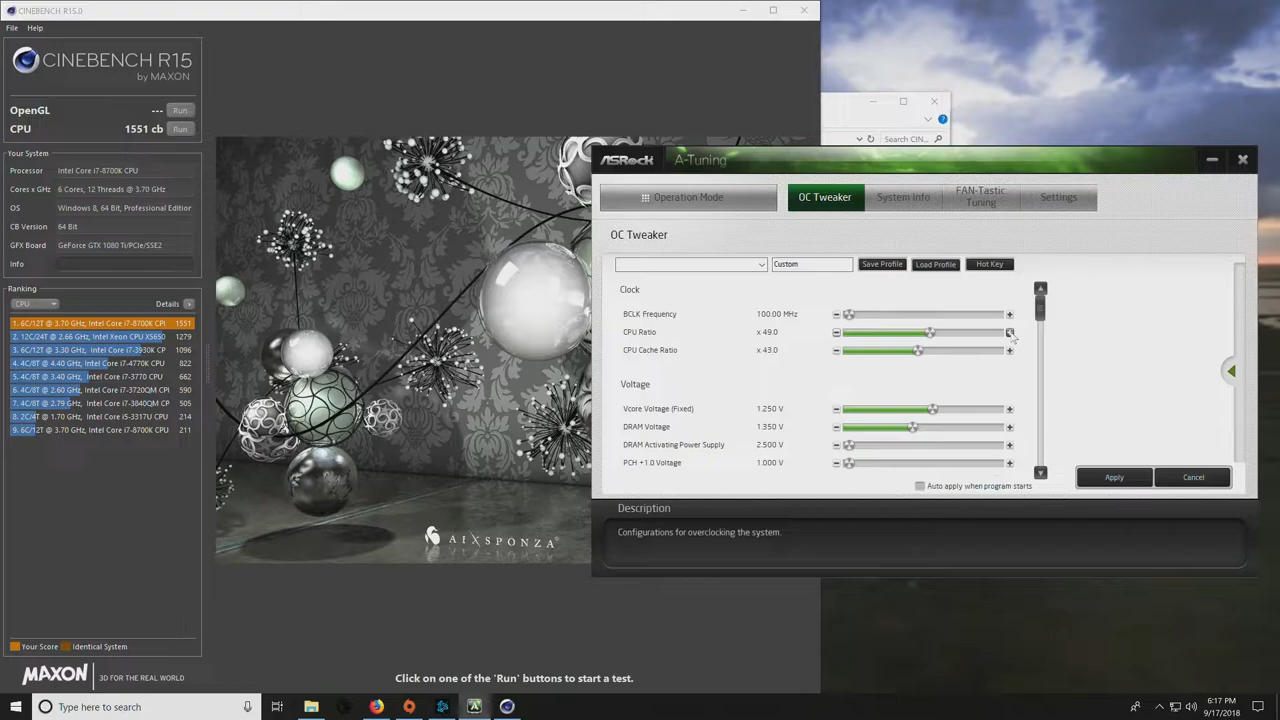 CINEBENCH R15.0
File Help
CINEBENCH R15
by MAXON
OpenGL --- Run
CPU 1551 cb Run
Your System
Processor Intel Core i7-8700K CPU
Cores x GHz 6 Cores, 12 Threads @ 3.70 GHz
OS Windows 8, 64 Bit, Professional Edition
CB Version 64 Bit
GFX Board GeForce GTX 1080 Ti/PCIe/SSE2
Info
Ranking
CPU Details
1. 6C/12T @ 3.70 GHz, Intel Core i7-8700K CPI 1551
2. 12C/24T @ 2.66 GHz, Intel Xeon CPU X5650 1279
3. 6C/12T @ 3.30 GHz, Intel Core i7-3930K CP 1096
4. 4C/8T @ 4.40 GHz, Intel Core i7-4770K CPU 822
5. 4C/8T @ 3.40 GHz, Intel Core i7-3770 CPU 662
6. 4C/8T @ 2.60 GHz, Intel Core i7-3720QM CPI 590
7. 4C/8T @ 2.79 GHz, Intel Core i7-3840QM CPI 505
8. 2C/4T @ 1.70 GHz, Intel Core i5-3317U CPU 214
9. 6C/12T @ 3.70 GHz, Intel Core i7-8700K CPI 211
Your Score Identical System
MAXON 3D FOR THE REAL WORLD
AIXSPONZA
Click on one of the 'Run' buttons to start a test.
Search CIN...
ASRock A-Tuning
Operation Mode OC Tweaker System Info FAN-Tastic Tuning Settings
OC Tweaker
Custom Save Profile Load Profile Hot Key
Clock
BCLK Frequency 100.00 MHz
CPU Ratio x 49.0
CPU Cache Ratio x 43.0
Voltage
Vcore Voltage (Fixed) 1.250 V
DRAM Voltage 1.350 V
DRAM Activating Power Supply 2.500 V
PCH +1.0 Voltage 1.000 V
Auto apply when program starts
Apply Cancel
Description
Configurations for overclocking the system.
Type here to search
6:17 PM
9/17/2018